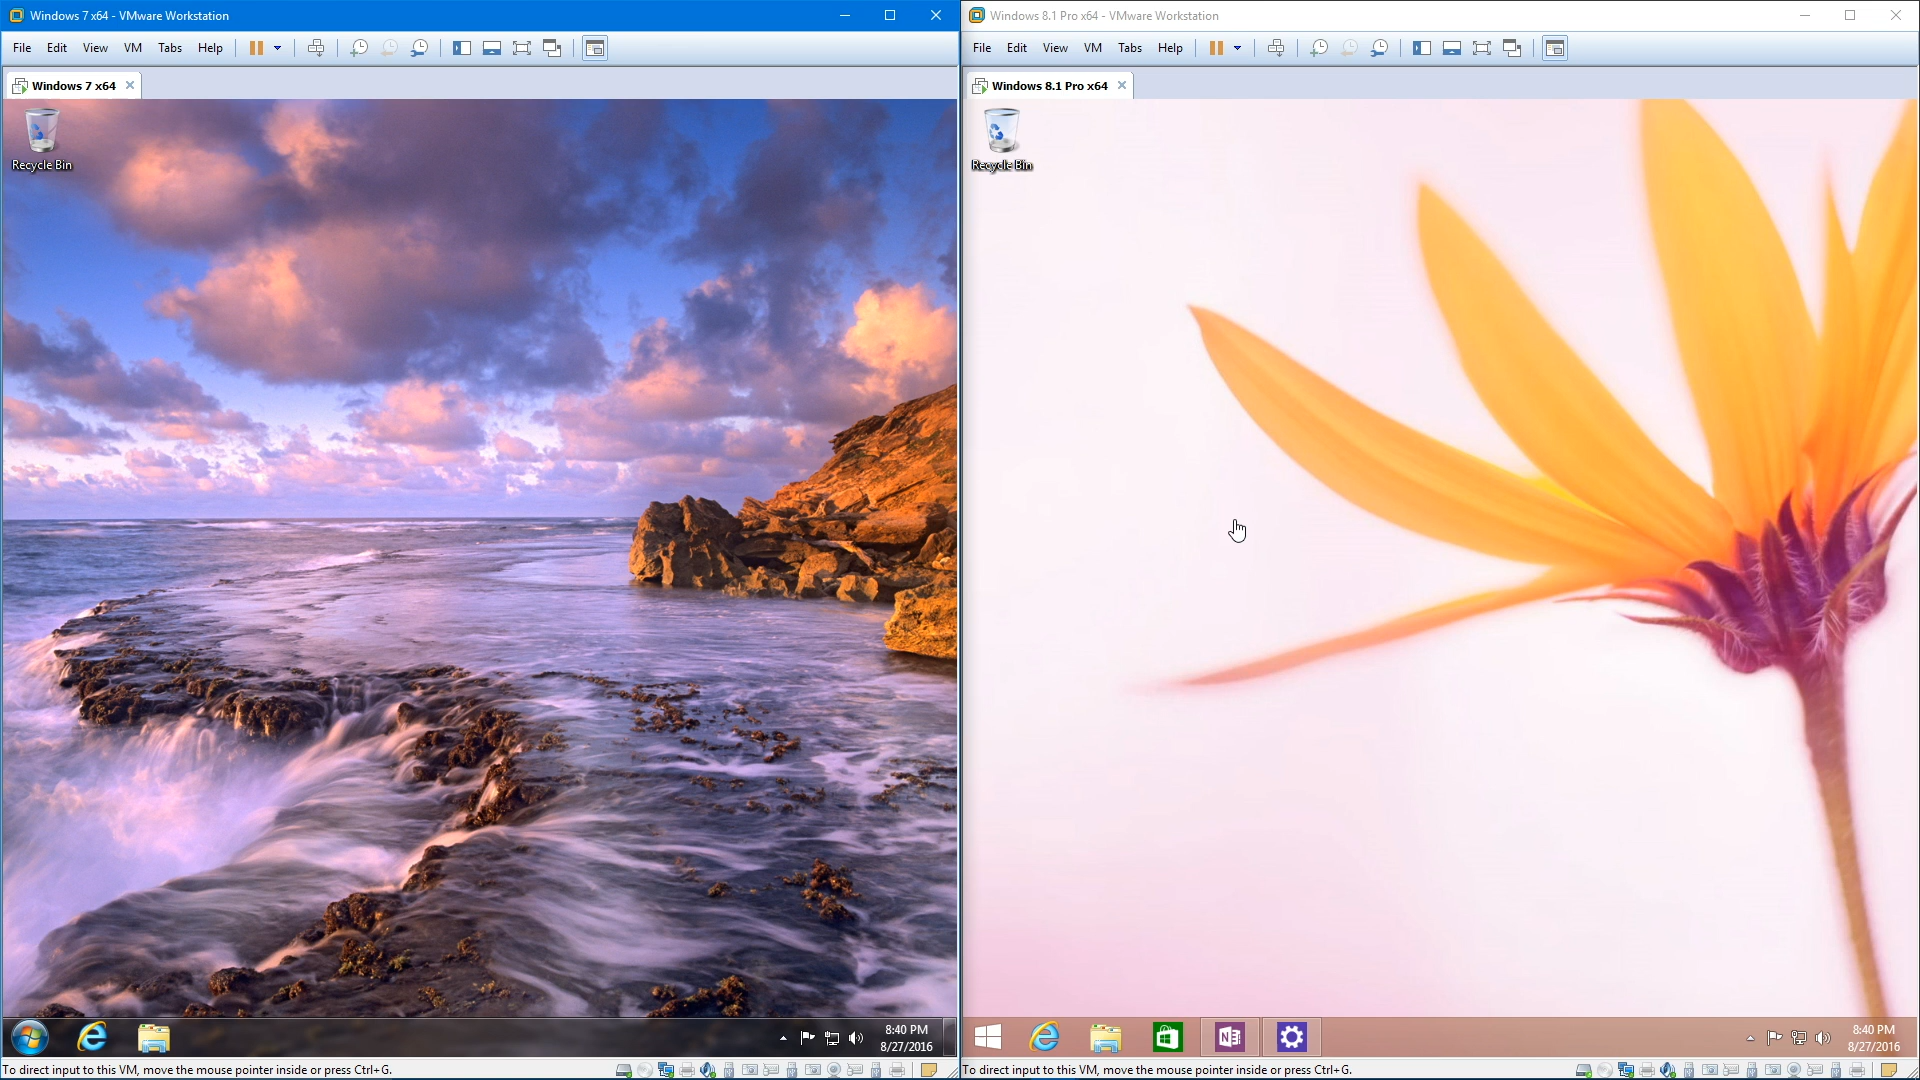 Windows 7 x64 - VMware Workstation
File Edit View VM Tabs Help
Windows 7 x64
Recycle Bin
8:40 PM
8/27/2016
To direct input to this VM, move the mouse pointer inside or press Ctrl+G.
Windows 8.1 Pro x64 - VMware Workstation
File Edit View VM Tabs Help
Windows 8.1 Pro x64
Recycle Bin
N
8:40 PM
8/27/2016
To direct input to this VM, move the mouse pointer inside or press Ctrl+G.